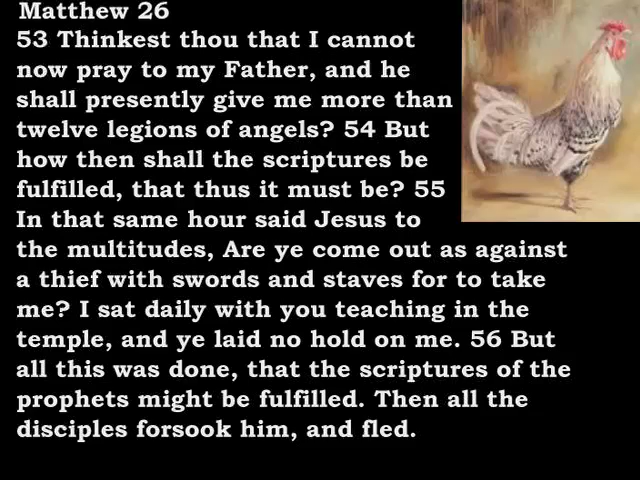 Matthew 26
53 Thinkest thou that I cannot
now pray to my Father, and he
shall presently give me more than
twelve legions of angels? 54 But
how then shall the scriptures be
fulfilled, that thus it must be? 55
In that same hour said Jesus to
the multitudes, Are ye come out as against
a thief with swords and staves for to take
me? I sat daily with you teaching in the
temple, and ye laid no hold on me. 56 But
all this was done, that the scriptures of the
prophets might be fulfilled. Then all the
disciples forsook him, and fled.